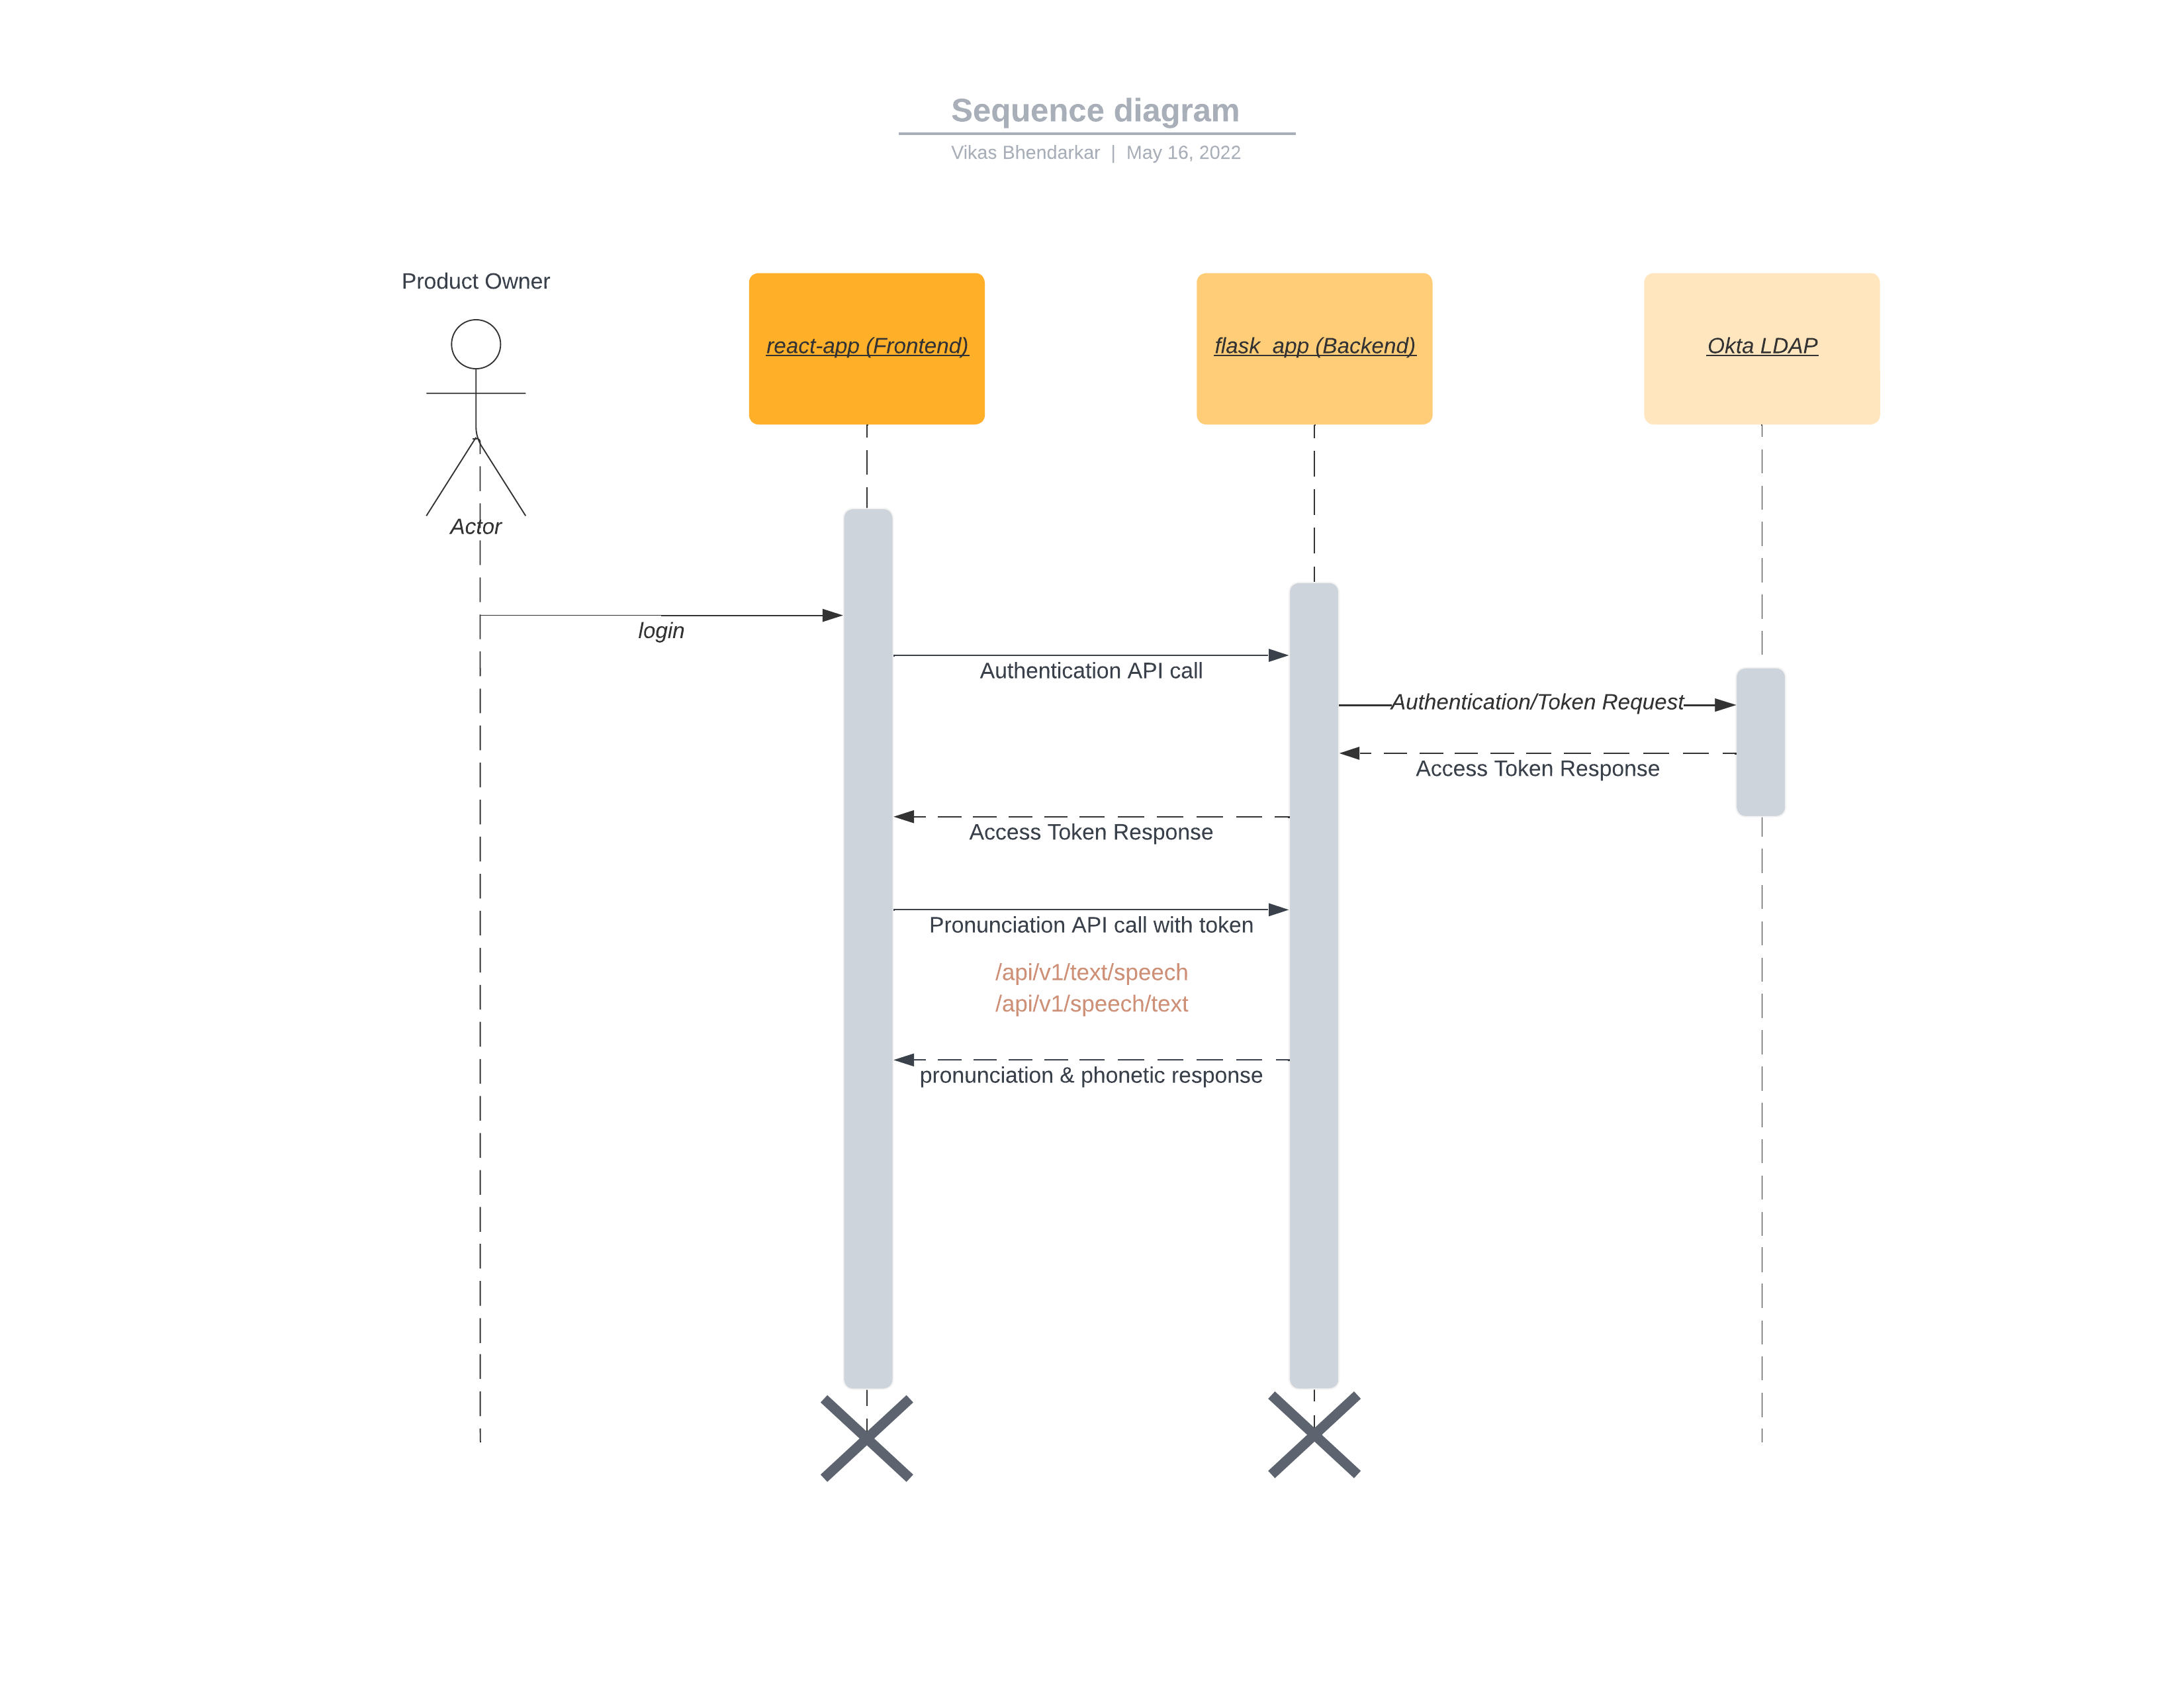 Sequence diagram
Vikas Bhendarkar | May 16, 2022
Product Owner
react-app (Frontend)
flask_app (Backend)
Okta LDAP
Actor
login
Authentication API call
Authentication/Token Request
Access Token Response
Access Token Response
Pronunciation API call with token
/api/v1/text/speech
/api/v1/speech/text
pronunciation & phonetic response